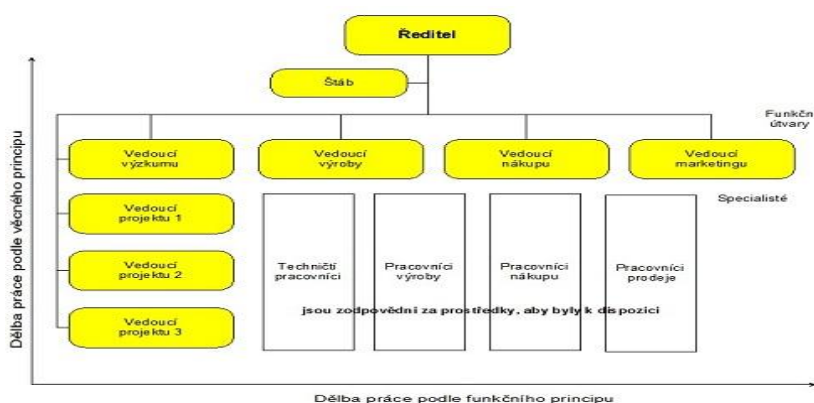 Ředitel
Štáb
Funkčn
útvary
Vedoucí
výzkumu
Vedoucí
výroby
Vedoucí
nákupu
Vedoucí
marketingu
Specialisté
Vedoucí
projektu 1
Vedoucí
projektu 2
Vedoucí
projektu 3
Techničtí
pracovníci
Pracovníci
výroby
Pracovníci
nákupu
Pracovníci
prodeje
jsou zodpovědni za prostředky, aby byly k dispozici
Dělba práce podle věcného principu
Dělba práce podle funkčního principu